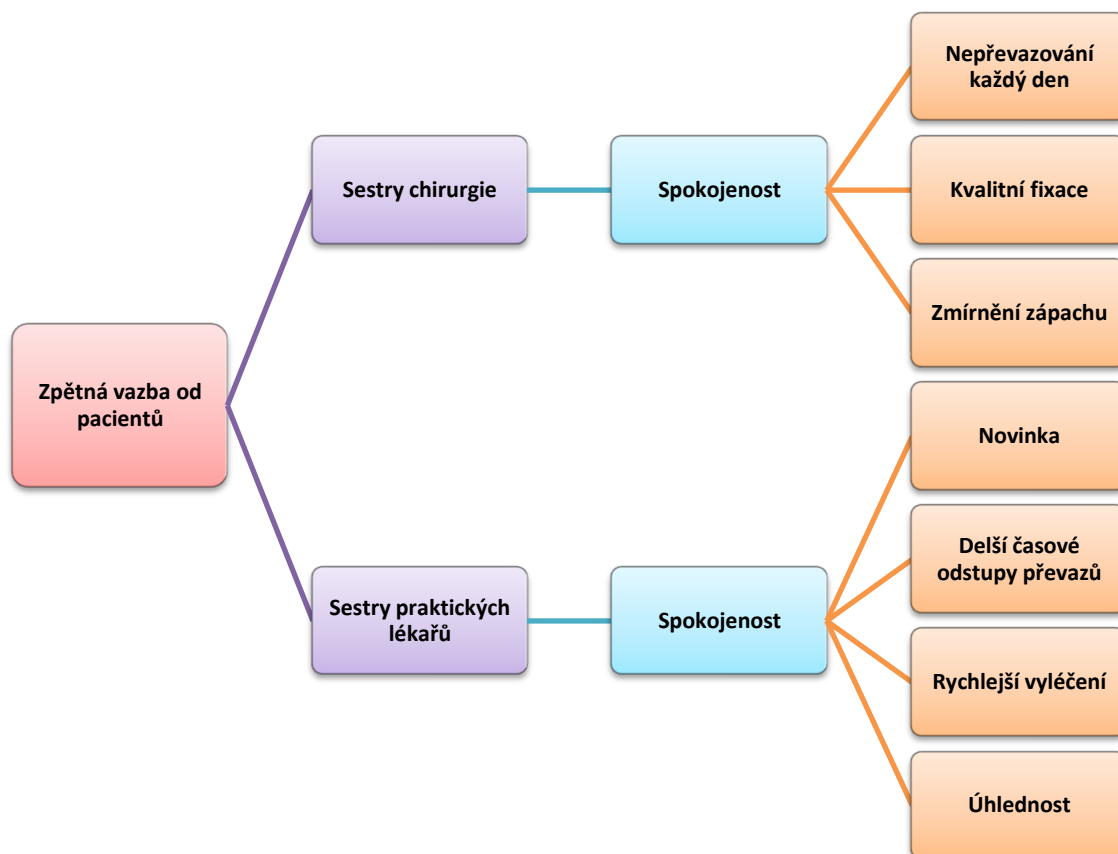 Zpětná vazba od
pacientů
Sestry chirurgie
Spokojenost
Nepřevazování
každý den
Kvalitní fixace
Zmírnění zápachu
Sestry praktických
lékařů
Spokojenost
Novinka
Delší časové
odstupy převazů
Rychlejší vyléčení
Úhlednost